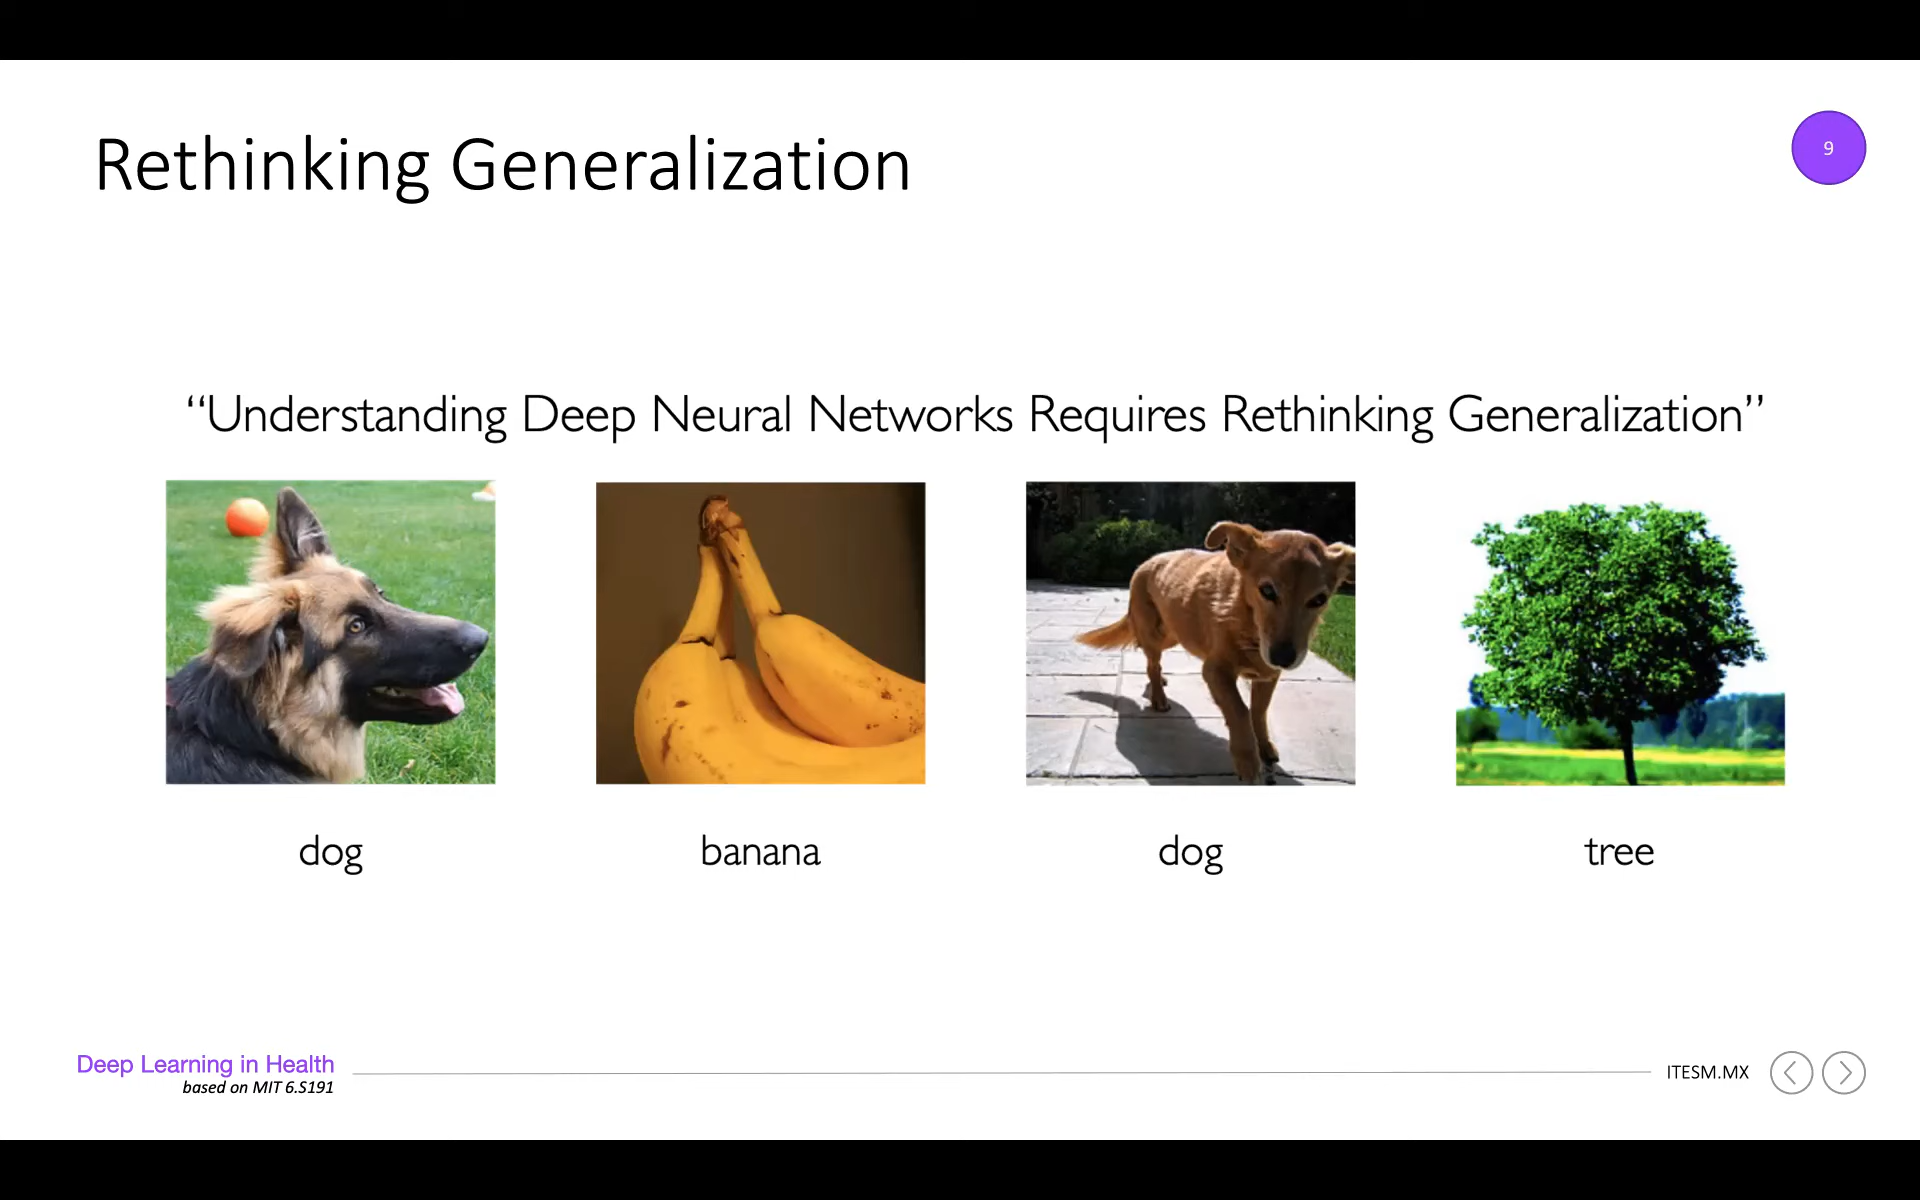 Rethinking Generalization
9
“Understanding Deep Neural Networks Requires Rethinking Generalization”
dog
banana
dog
tree
Deep Learning in Health
based on MIT 6.S191
ITESM.MX